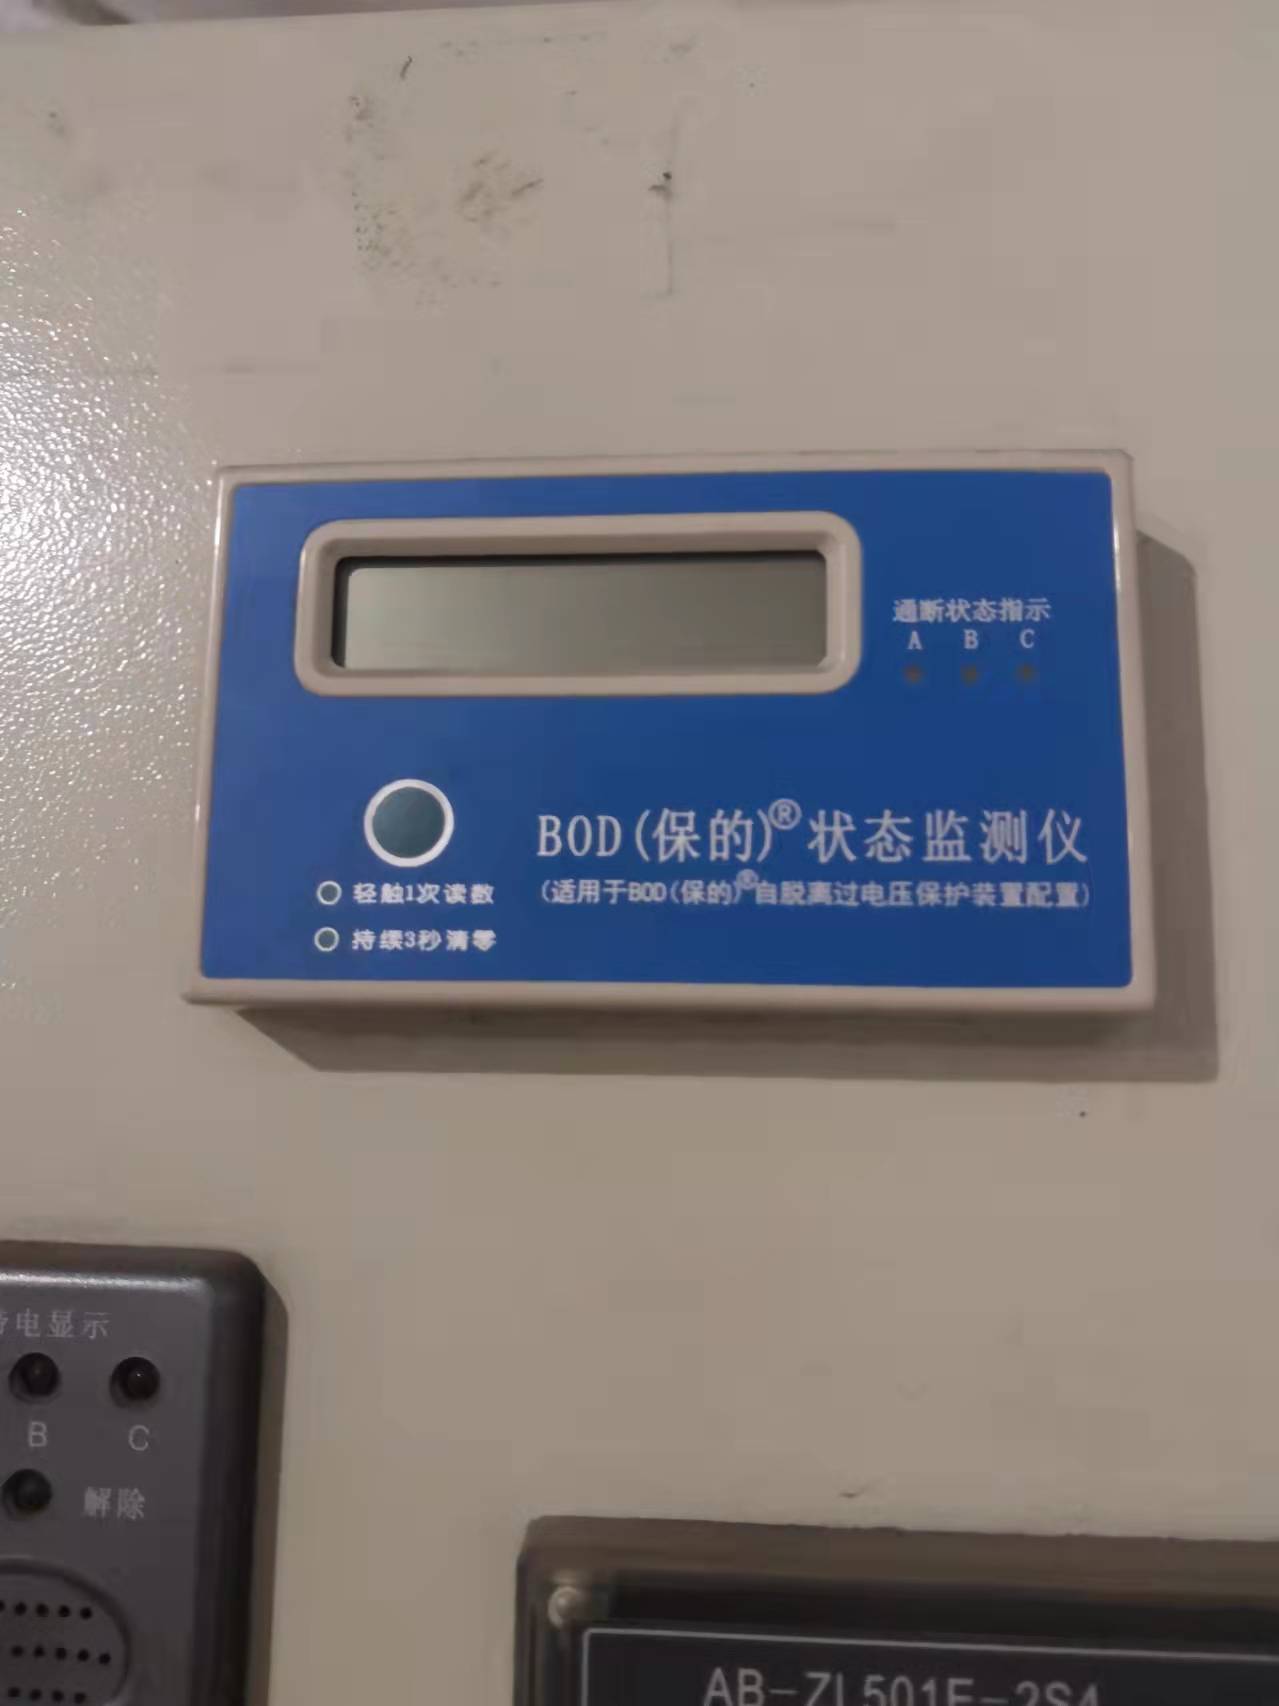 通断状态指示
A B C
BOD(保的)®状态监测仪
(适用于BOD(保的)®自脱离过电压保护装置配置)
轻触1次读数
持续3秒清零
电显示
B C
解除
AB-ZL501E-2S4